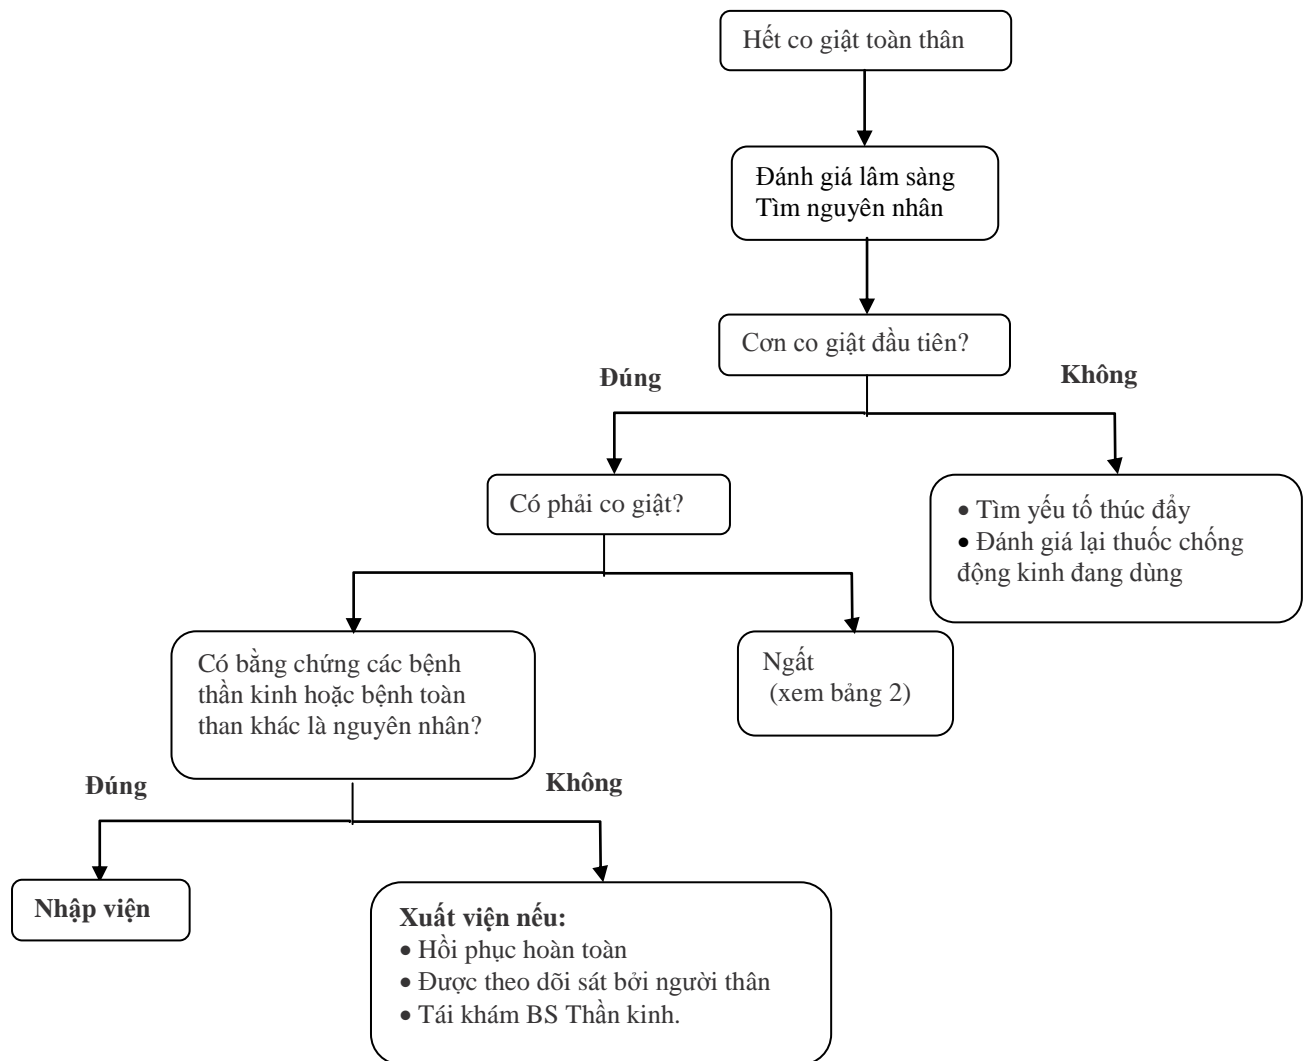 Hết co giật toàn thân
Đánh giá lâm sàng
Tìm nguyên nhân
Cơn co giật đầu tiên?
Đúng
Không
Có phải co giật?
• Tìm yếu tố thúc đẩy
• Đánh giá lại thuốc chống
động kinh đang dùng
Có bằng chứng các bệnh
thần kinh hoặc bệnh toàn
than khác là nguyên nhân?
Ngất
(xem bảng 2)
Đúng
Không
Nhập viện
Xuất viện nếu:
• Hồi phục hoàn toàn
• Được theo dõi sát bởi người thân
• Tái khám BS Thần kinh.